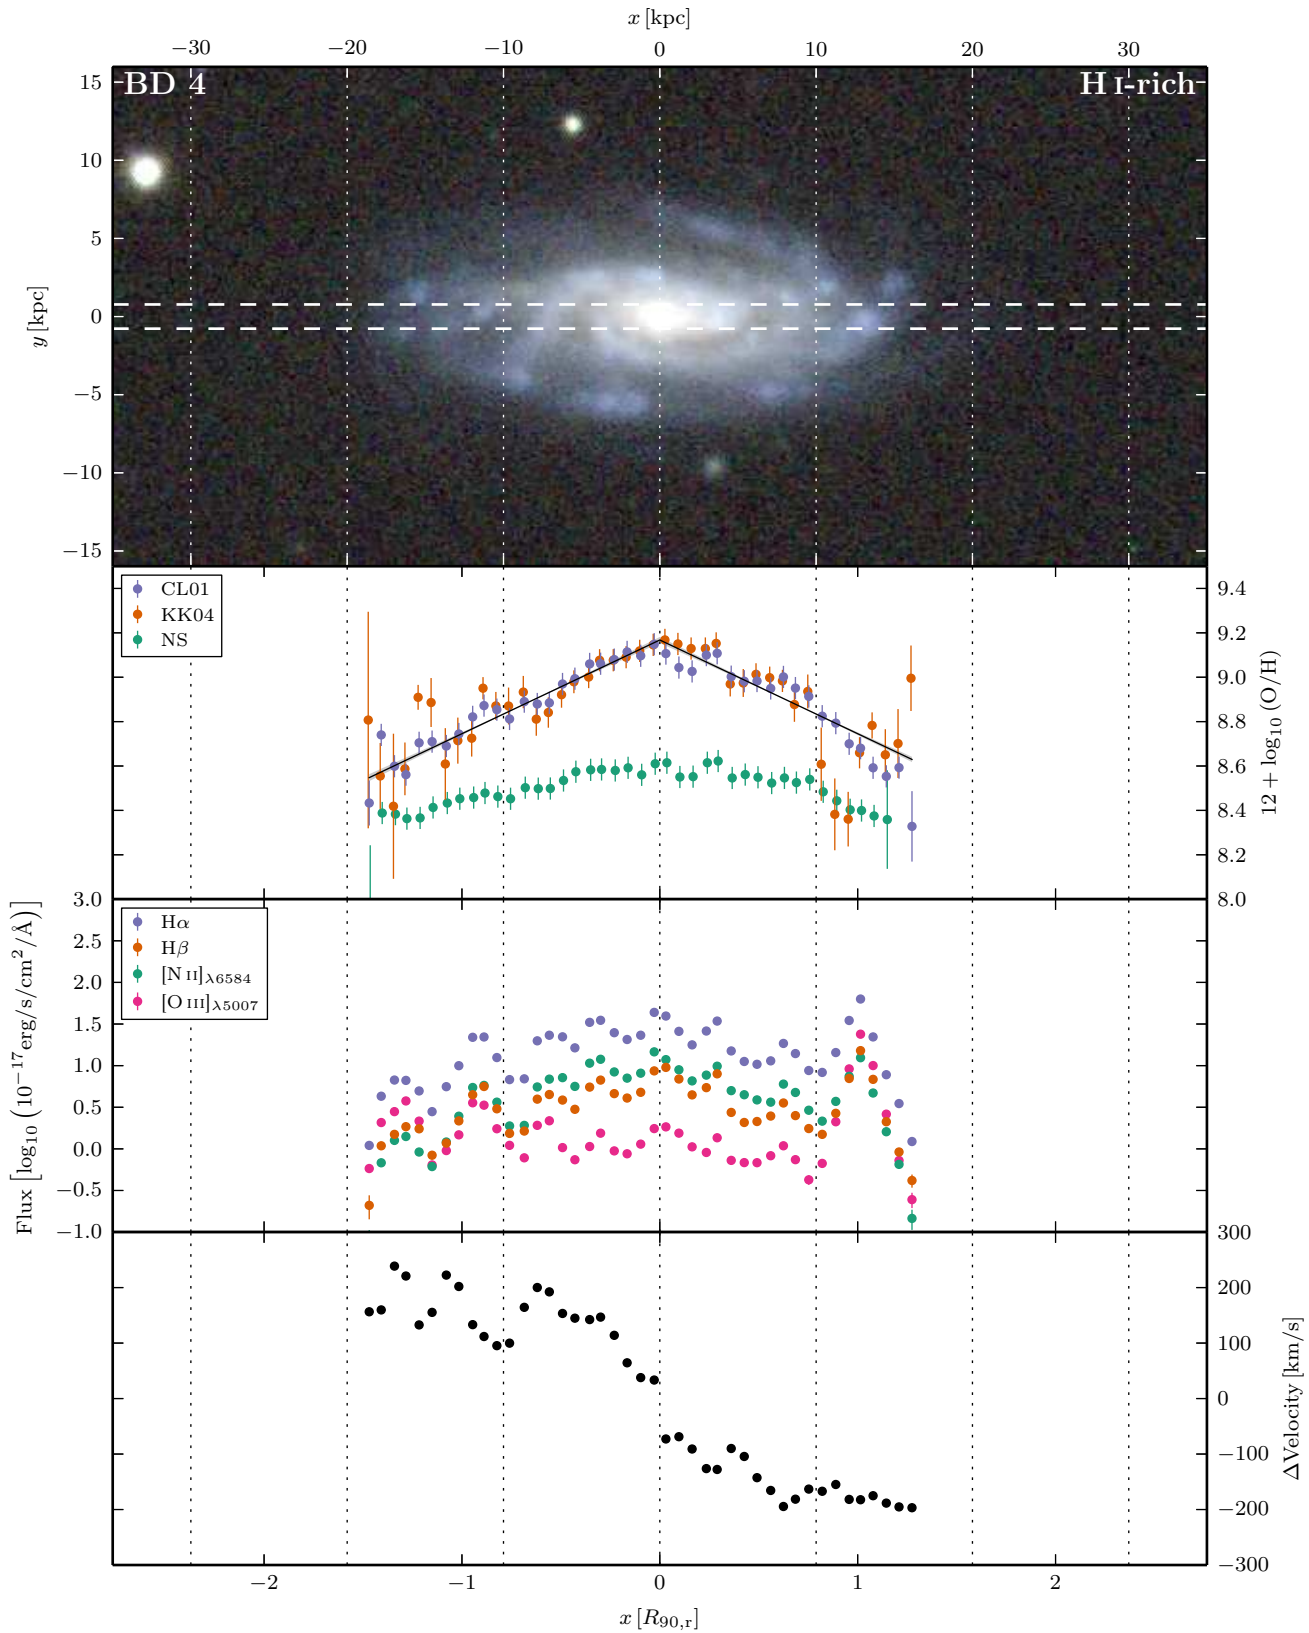 x [kpc]
−30 −20 −10 0 10 20 30
BD 4 H I-rich
15
10
5
0
−5
−10
−15
y [kpc]
CL01
KK04
NS
9.4
9.2
9.0
8.8
8.6
8.4
8.2
8.0
12 + log₁₀ (O/H)
Hα
Hβ
[N II]λ6584
[O III]λ5007
3.0
2.5
2.0
1.5
1.0
0.5
0.0
−0.5
−1.0
Flux [log₁₀ (10⁻¹⁷erg/s/cm²/Å)]
300
200
100
0
−100
−200
−300
ΔVelocity [km/s]
−2 −1 0 1 2
x [R₉₀,ᵣ]